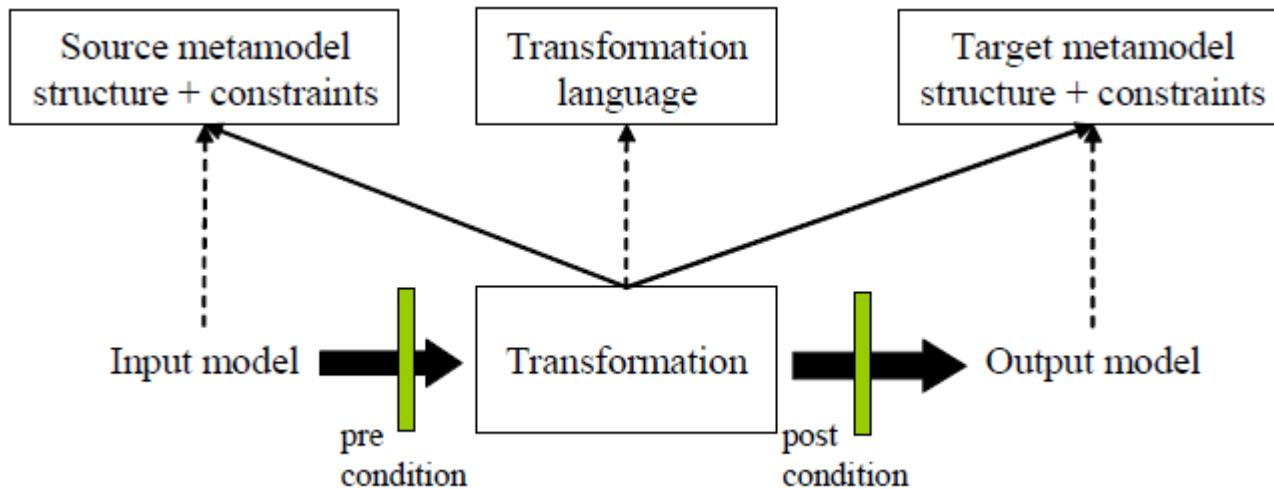 Source metamodel
structure + constraints
Transformation
language
Target metamodel
structure + constraints
Input model
Transformation
Output model
pre
condition
post
condition